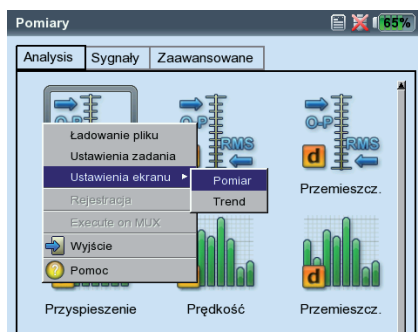 Pomiary 65%
Analysis Sygnały Zaawansowane
O-P O-P RMS O-P RMS
d
Ładowanie pliku
Ustawienia zadania
Ustawienia ekranu Pomiar
Przemieszcz.
Rejestracja Trend
Execute on MUX
Wyjście
d
Pomoc
Przyspieszenie Prędkość Przemieszcz.